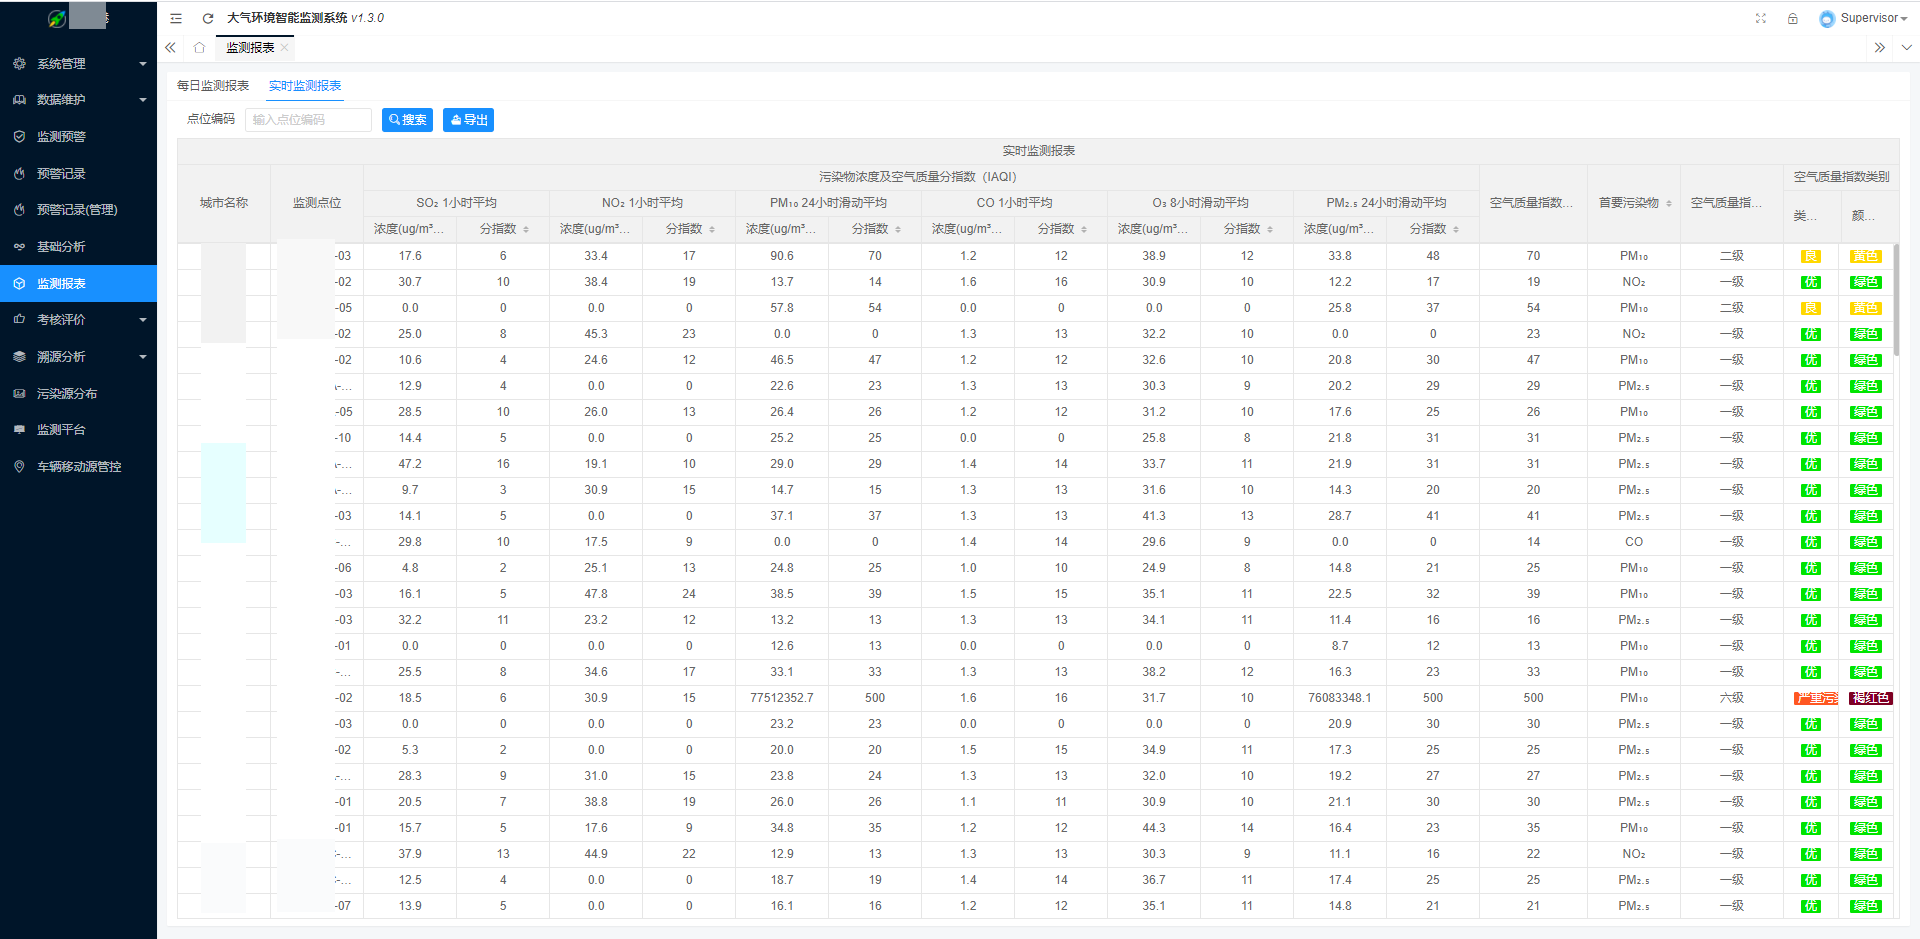 大气环境智能监测系统 v1.3.0
Supervisor
监测报表
系统管理
数据维护
监测预警
预警记录
预警记录(管理)
基础分析
监测报表
考核评价
溯源分析
污染源分布
监测平台
车辆移动源管控
每日监测报表 实时监测报表
点位编码 输入点位编码 搜索 导出
实时监测报表
污染物浓度及空气质量分指数（IAQI） 空气质量指数类别
城市名称 监测点位 SO₂ 1小时平均 NO₂ 1小时平均 PM₁₀ 24小时滑动平均 CO 1小时平均 O₃ 8小时滑动平均 PM₂.₅ 24小时滑动平均 空气质量指数... 首要污染物 空气质量指... 类... 颜...
浓度(ug/m³... 分指数 浓度(ug/m³... 分指数 浓度(ug/m³... 分指数 浓度(ug/m³... 分指数 浓度(ug/m³... 分指数 浓度(ug/m³... 分指数
-03 17.6 6 33.4 17 90.6 70 1.2 12 38.9 12 33.8 48 70 PM₁₀ 二级 良 黄色
-02 30.7 10 38.4 19 13.7 14 1.6 16 30.9 10 12.2 17 19 NO₂ 一级 优 绿色
-05 0.0 0 0.0 0 57.8 54 0.0 0 0.0 0 25.8 37 54 PM₁₀ 二级 良 黄色
-02 25.0 8 45.3 23 0.0 0 1.3 13 32.2 10 0.0 0 23 NO₂ 一级 优 绿色
-02 10.6 4 24.6 12 46.5 47 1.2 12 32.6 10 20.8 30 47 PM₁₀ 一级 优 绿色
-... 12.9 4 0.0 0 22.6 23 1.3 13 30.3 9 20.2 29 29 PM₂.₅ 一级 优 绿色
-05 28.5 10 26.0 13 26.4 26 1.2 12 31.2 10 17.6 25 26 PM₁₀ 一级 优 绿色
-10 14.4 5 0.0 0 25.2 25 0.0 0 25.8 8 21.8 31 31 PM₂.₅ 一级 优 绿色
-... 47.2 16 19.1 10 29.0 29 1.4 14 33.7 11 21.9 31 31 PM₂.₅ 一级 优 绿色
-... 9.7 3 30.9 15 14.7 15 1.3 13 31.6 10 14.3 20 20 PM₂.₅ 一级 优 绿色
-03 14.1 5 0.0 0 37.1 37 1.3 13 41.3 13 28.7 41 41 PM₂.₅ 一级 优 绿色
-... 29.8 10 17.5 9 0.0 0 1.4 14 29.6 9 0.0 0 14 CO 一级 优 绿色
-06 4.8 2 25.1 13 24.8 25 1.0 10 24.9 8 14.8 21 25 PM₁₀ 一级 优 绿色
-03 16.1 5 47.8 24 38.5 39 1.5 15 35.1 11 22.5 32 39 PM₁₀ 一级 优 绿色
-03 32.2 11 23.2 12 13.2 13 1.3 13 34.1 11 11.4 16 16 PM₂.₅ 一级 优 绿色
-01 0.0 0 0.0 0 12.6 13 0.0 0 0.0 0 8.7 12 13 PM₁₀ 一级 优 绿色
-... 25.5 8 34.6 17 33.1 33 1.3 13 38.2 12 16.3 23 33 PM₁₀ 一级 优 绿色
-02 18.5 6 30.9 15 77512352.7 500 1.6 16 31.7 10 76083348.1 500 500 PM₁₀ 六级 严重污 褐红色
-03 0.0 0 0.0 0 23.2 23 0.0 0 0.0 0 20.9 30 30 PM₂.₅ 一级 优 绿色
-02 5.3 2 0.0 0 20.0 20 1.5 15 34.9 11 17.3 25 25 PM₂.₅ 一级 优 绿色
-... 28.3 9 31.0 15 23.8 24 1.3 13 32.0 10 19.2 27 27 PM₂.₅ 一级 优 绿色
-01 20.5 7 38.8 19 26.0 26 1.1 11 30.9 10 21.1 30 30 PM₂.₅ 一级 优 绿色
-01 15.7 5 17.6 9 34.8 35 1.2 12 44.3 14 16.4 23 35 PM₁₀ 一级 优 绿色
-... 37.9 13 44.9 22 12.9 13 1.3 13 30.3 9 11.1 16 22 NO₂ 一级 优 绿色
-... 12.5 4 0.0 0 18.7 19 1.4 14 36.7 11 17.4 25 25 PM₂.₅ 一级 优 绿色
-07 13.9 5 0.0 0 16.1 16 1.2 12 35.1 11 14.8 21 21 PM₂.₅ 一级 优 绿色